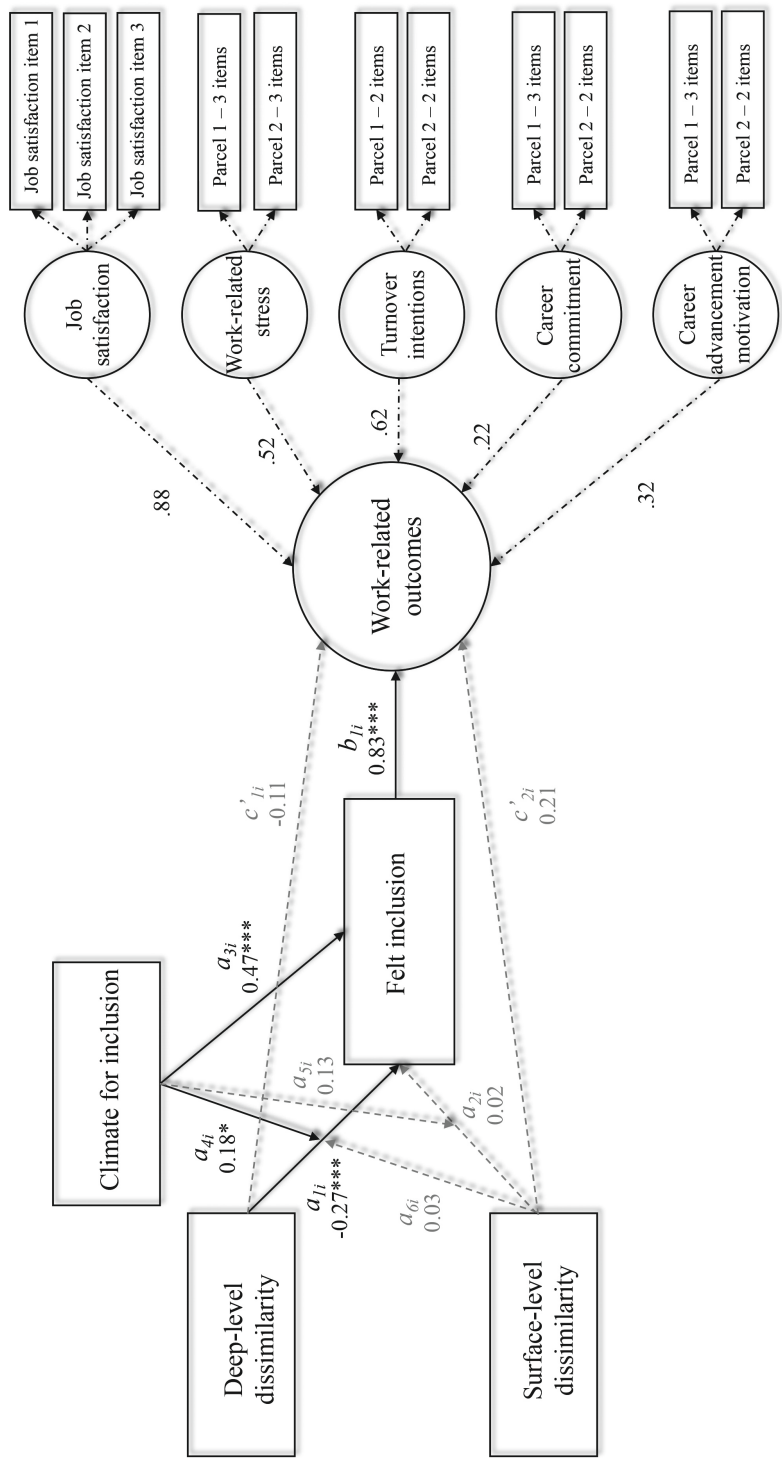 Climate for inclusion
Deep-level
dissimilarity
Surface-level
dissimilarity
Felt inclusion
a4i
0.18*
a3i
0.47***
a5i
0.13
a1i
-0.27***
a6i
0.03
a2i
0.02
c'1i
-0.11
b1i
0.83***
c'2i
0.21
Work-related
outcomes
.88
.52
.62
.22
.32
Job
satisfaction
Work-related
stress
Turnover
intentions
Career
commitment
Career
advancement
motivation
Job satisfaction item 1
Job satisfaction item 2
Job satisfaction item 3
Parcel 1 – 3 items
Parcel 2 – 3 items
Parcel 1 – 2 items
Parcel 2 – 2 items
Parcel 1 – 3 items
Parcel 2 – 2 items
Parcel 1 – 3 items
Parcel 2 – 2 items